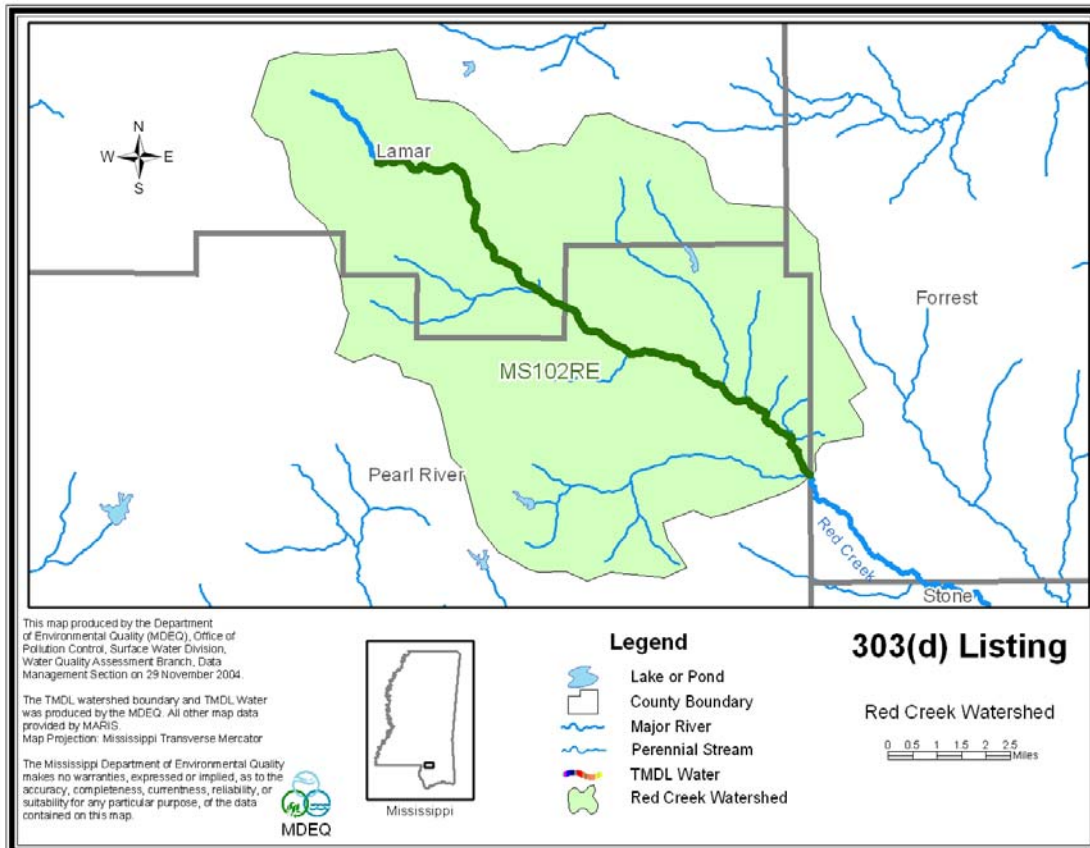 N
W E
S
Lamar
Forrest
MS102RE
Pearl River
Red Creek
Stone
This map produced by the Department
of Environmental Quality (MDEQ), Office of
Pollution Control, Surface Water Division,
Water Quality Assessment Branch, Data
Management Section on 29 November 2004.
The TMDL watershed boundary and TMDL Water
was produced by the MDEQ. All other map data
provided by MARIS.
Map Projection: Mississippi Transverse Mercator
The Mississippi Department of Environmental Quality
makes no warranties, expressed or implied, as to the
accuracy, completeness, currentness, reliability, or
suitability for any particular purpose, of the data
contained on this map.
MDEQ
Mississippi
Legend
Lake or Pond
County Boundary
Major River
Perennial Stream
TMDL Water
Red Creek Watershed
303(d) Listing
Red Creek Watershed
0 0.5 1 1.5 2 2.5
Miles